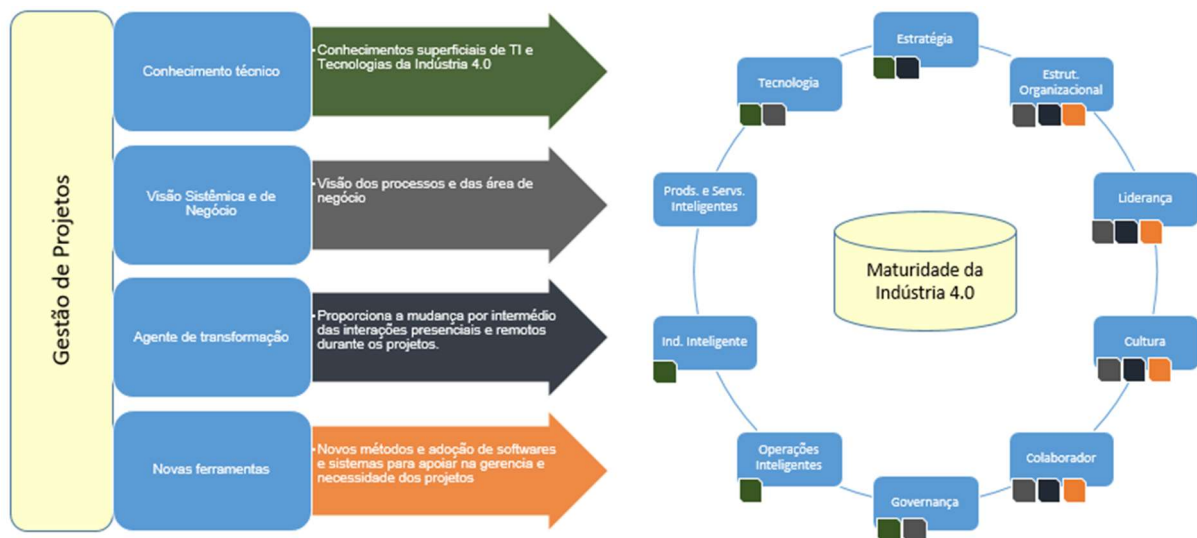 Gestão de Projetos
Conhecimento técnico
•Conhecimentos superficiais de TI e
Tecnologias da Indústria 4.0
Visão Sistêmica e de
Negócio
•Visão dos processos e das área de
negócio
Agente de transformação
•Proporciona a mudança por intermédio
das interações presenciais e remotos
durante os projetos.
Novas ferramentas
•Novos métodos e adoção de softwares
e sistemas para apoiar na gerencia e
necessidade dos projetos
Estratégia
Estrut.
Organizacional
Liderança
Cultura
Colaborador
Governança
Operações
Inteligentes
Ind. Inteligente
Prods. e Servs.
Inteligentes
Tecnologia
Maturidade da
Indústria 4.0